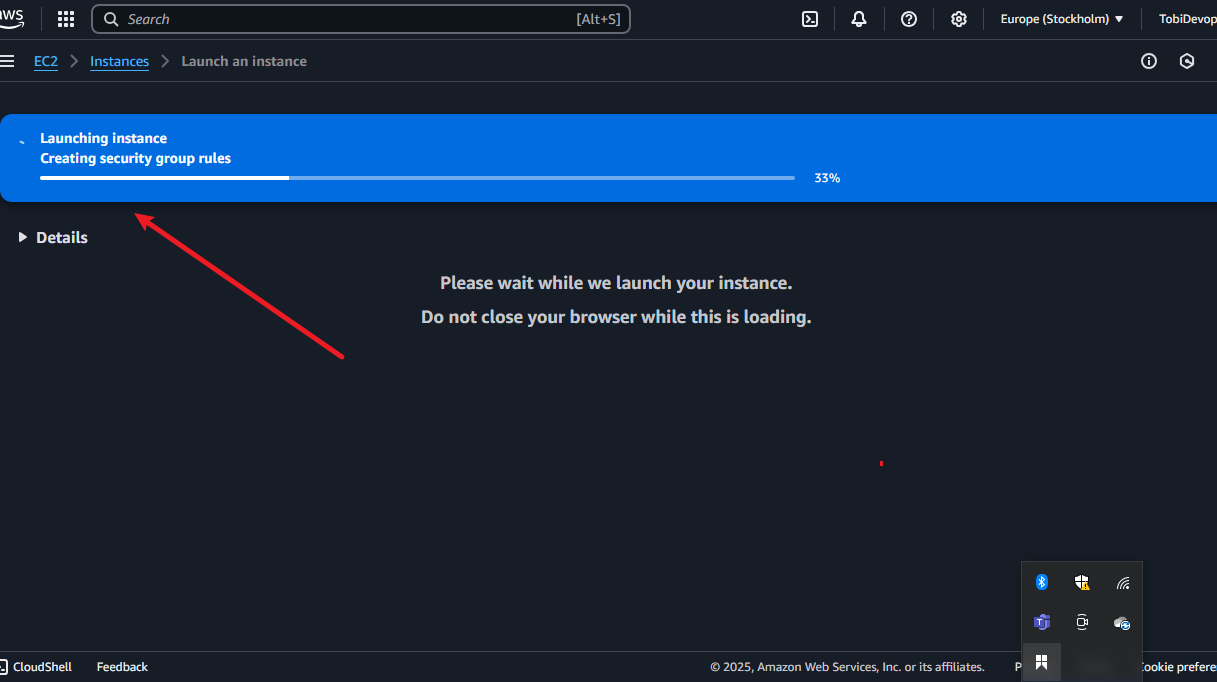 aws
Search [Alt+S]
Europe (Stockholm)
TobiDevop
EC2 Instances Launch an instance
Launching instance
Creating security group rules
33%
Details
Please wait while we launch your instance.
Do not close your browser while this is loading.
CloudShell Feedback
© 2025, Amazon Web Services, Inc. or its affiliates.
P
Cookie prefere